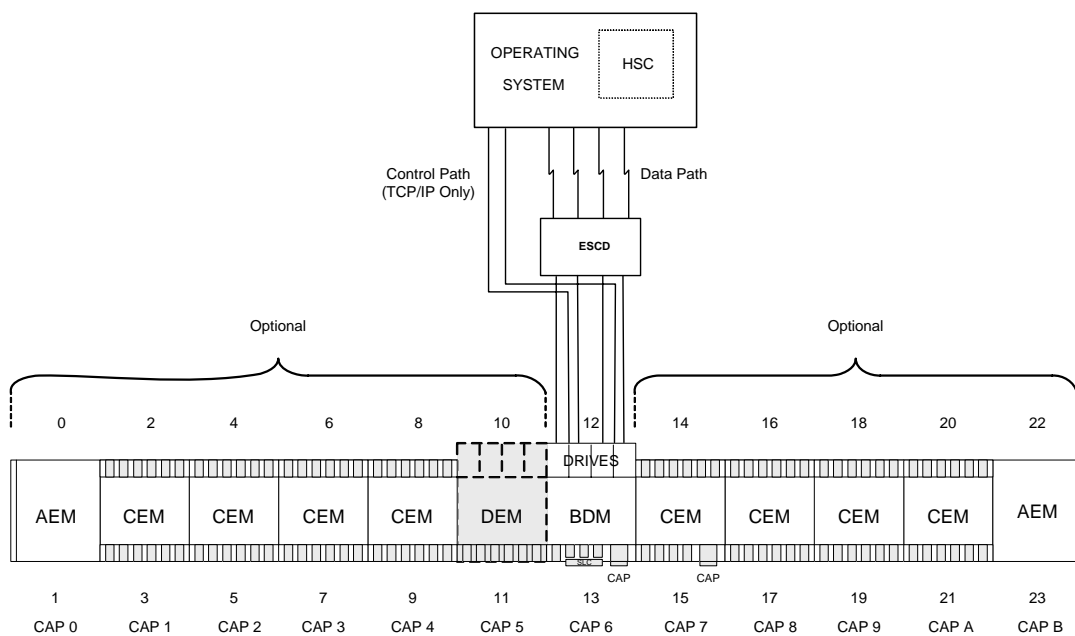 OPERATING
SYSTEM
HSC
Control Path
(TCP/IP Only)
Data Path
ESCD
Optional
Optional
0 2 4 6 8 10 12 14 16 18 20 22
DRIVES
AEM CEM CEM CEM CEM DEM BDM CEM CEM CEM CEM AEM
SLC
CAP CAP
1 3 5 7 9 11 13 15 17 19 21 23
CAP 0 CAP 1 CAP 2 CAP 3 CAP 4 CAP 5 CAP 6 CAP 7 CAP 8 CAP 9 CAP A CAP B